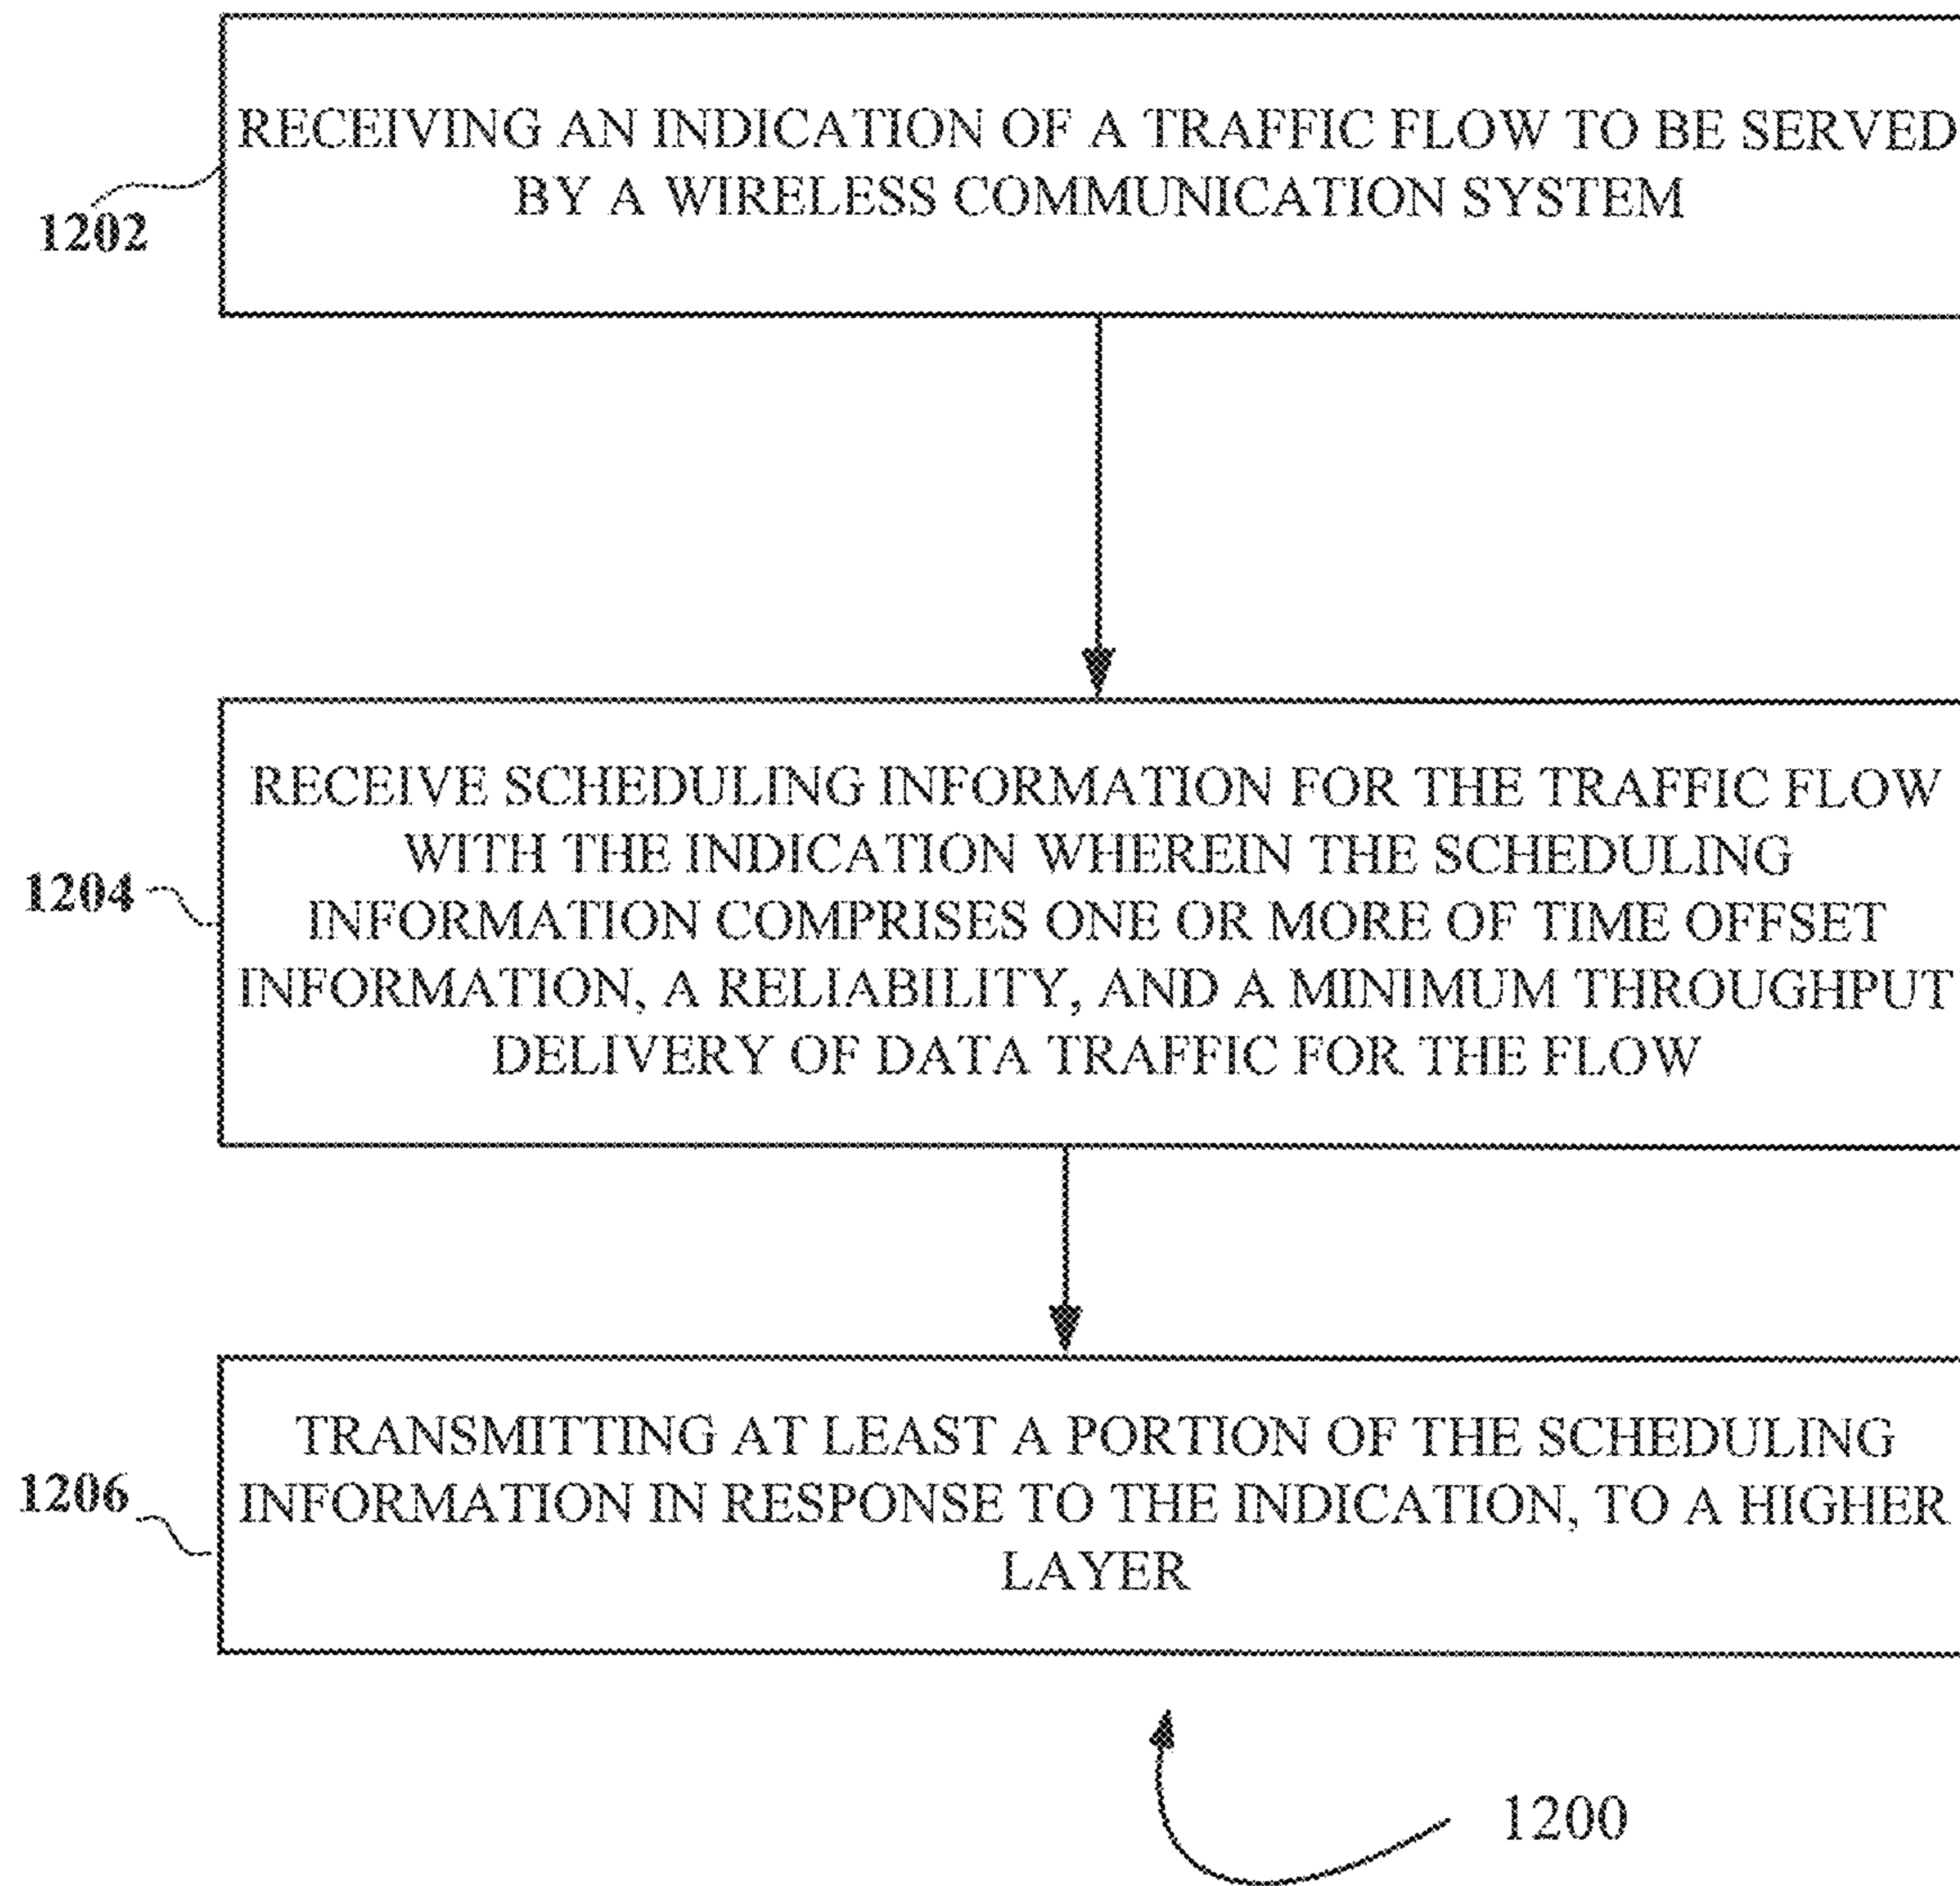 RECEIVING AN INDICATION OF A TRAFFIC FLOW TO BE SERVED
BY A WIRELESS COMMUNICATION SYSTEM
1202
RECEIVE SCHEDULING INFORMATION FOR THE TRAFFIC FLOW
WITH THE INDICATION WHEREIN THE SCHEDULING
INFORMATION COMPRISES ONE OR MORE OF TIME OFFSET
INFORMATION, A RELIABILITY, AND A MINIMUM THROUGHPUT
DELIVERY OF DATA TRAFFIC FOR THE FLOW
1204
TRANSMITTING AT LEAST A PORTION OF THE SCHEDULING
INFORMATION IN RESPONSE TO THE INDICATION, TO A HIGHER
LAYER
1206
1200